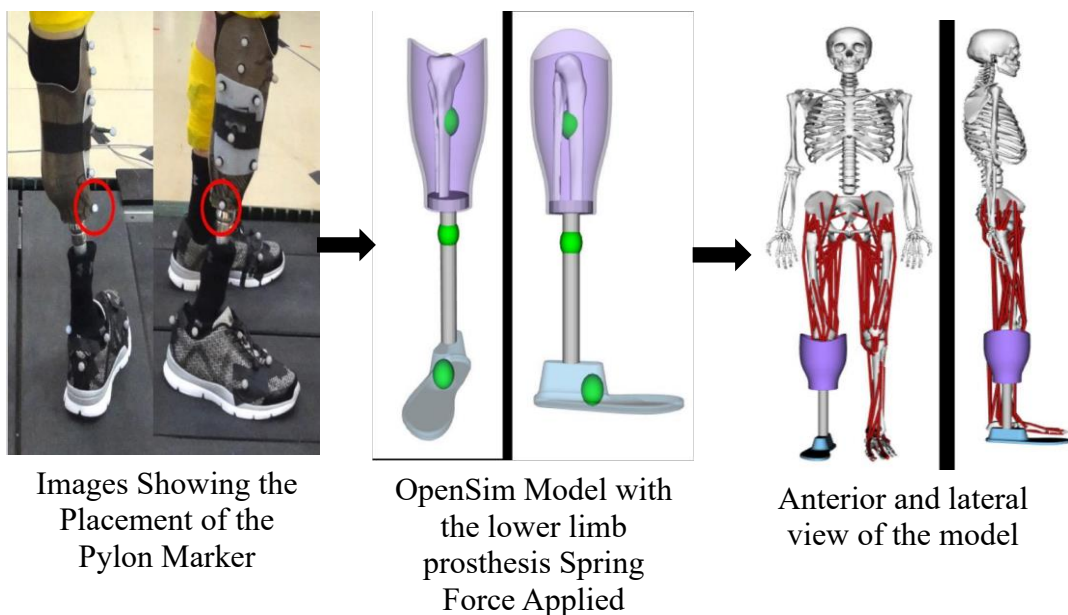 Images Showing the
Placement of the
Pylon Marker
OpenSim Model with
the lower limb
prosthesis Spring
Force Applied
Anterior and lateral
view of the model